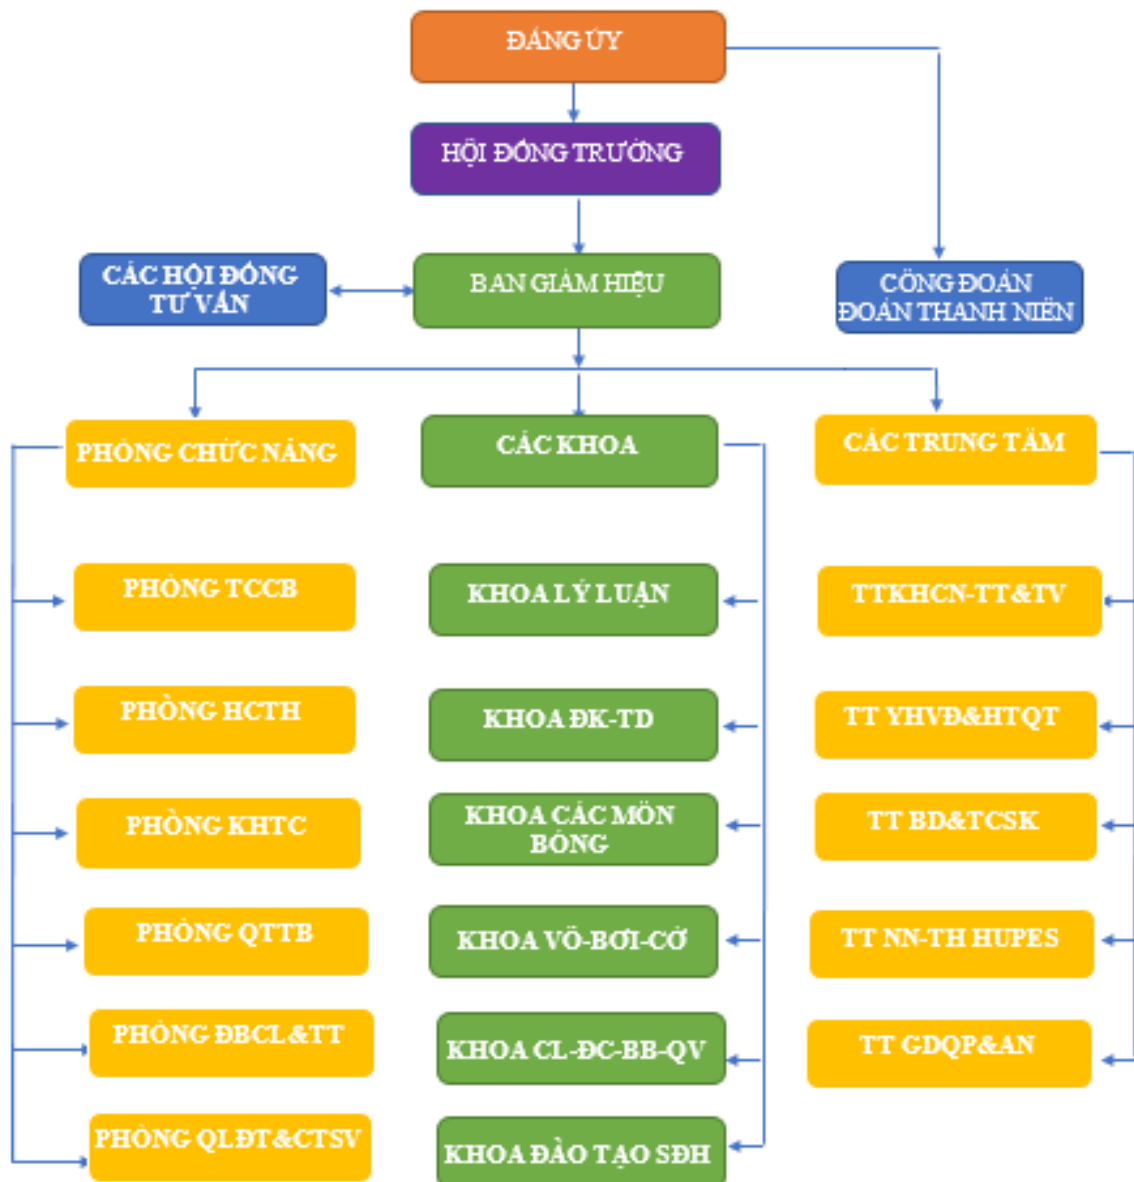 ĐẢNG ỦY
HỘI ĐỒNG TRƯỜNG
CÁC HỘI ĐỒNG
TƯ VẤN
BAN GIÁM HIỆU
CÔNG ĐOÀN
ĐOÀN THANH NIÊN
PHÒNG CHỨC NĂNG
CÁC KHOA
CÁC TRUNG TÂM
PHÒNG TCCB
KHOA LÝ LUẬN
TTKHCN-TT&TV
PHÒNG HCTH
KHOA ĐK-TD
TT YHVĐ&HTQT
PHÒNG KHTC
KHOA CÁC MÔN
BÓNG
TT BD&TCSK
PHÒNG QTTB
KHOA VÕ-BƠI-CỜ
TT NN-TH HUPES
PHÒNG ĐBCL&TT
KHOA CL-ĐC-BB-QV
TT GDQP&AN
PHÒNG QLĐT&CTSV
KHOA ĐÀO TẠO SĐH